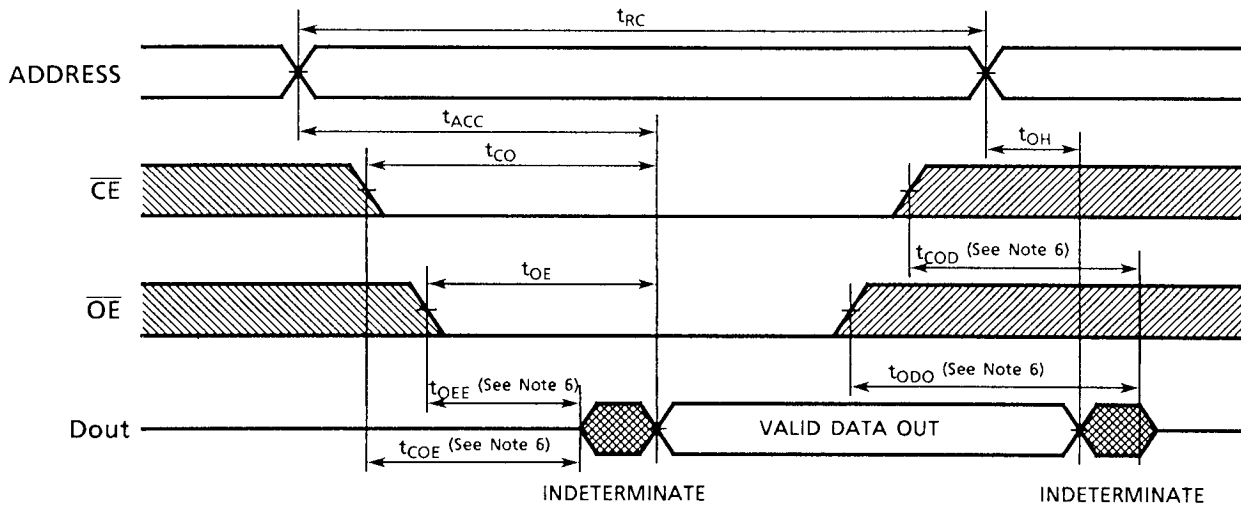 tRC
ADDRESS
tACC
tCO
tOH
CE
tCOD (See Note 6)
tOE
OE
tOEE (See Note 6)
tODO (See Note 6)
Dout
VALID DATA OUT
tCOE (See Note 6)
INDETERMINATE
INDETERMINATE